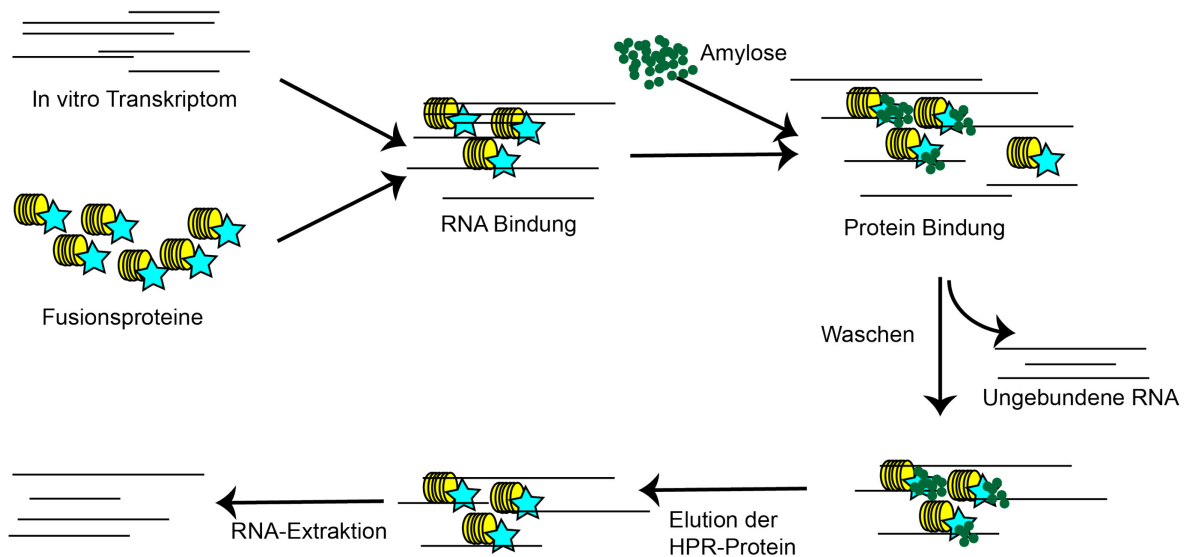 In vitro Transkriptom
Fusionsproteine
RNA Bindung
Amylose
Protein Bindung
Waschen
Ungebundene RNA
Elution der
HPR-Protein
RNA-Extraktion